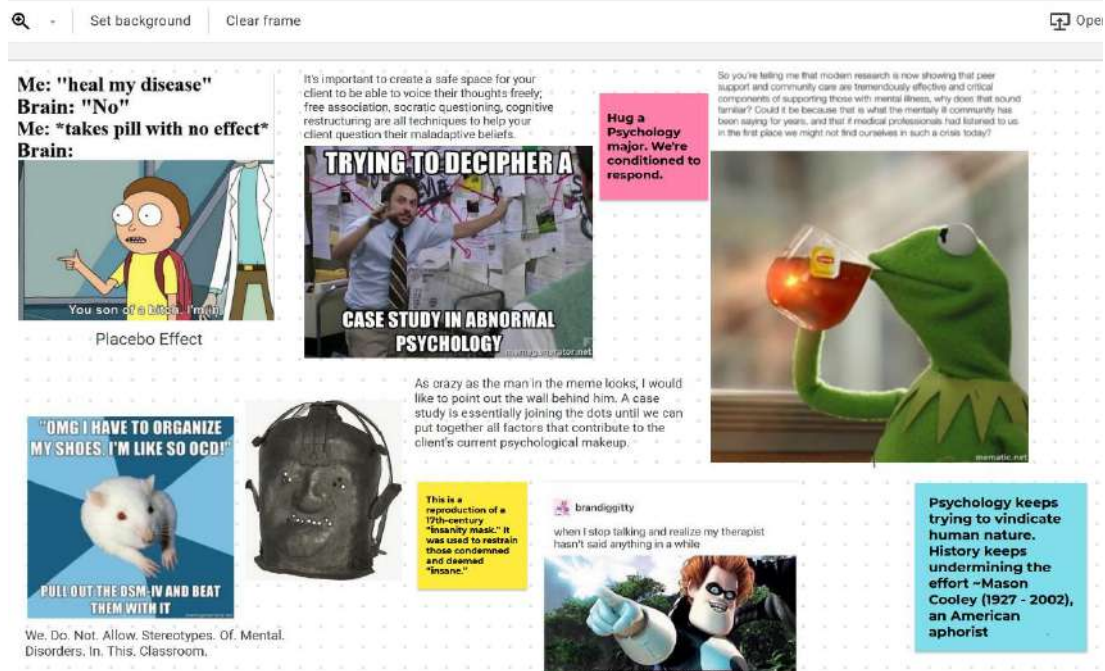 Set background
Clear frame
Me: "heal my disease"
Brain: "No"
Me: *takes pill with no effect*
Brain:
You son of a bitch. I'm in.
Placebo Effect
It's important to create a safe space for your
client to be able to voice their thoughts freely;
free association, socratic questioning, cognitive
restructuring are all techniques to help your
client question their maladaptive beliefs.
TRYING TO DECIPHER A
CASE STUDY IN ABNORMAL
PSYCHOLOGY
memegenerator.net
Hug a
Psychology
major. We're
conditioned to
respond.
So you're telling me that modern research is now showing that peer
support and community care are tremendously effective and critical
components of supporting those with mental illness, why does that sound
familiar? Could it be because that is what the mentally ill community has
been saying for years, and that if medical professionals had listened to us
in the first place we might not find ourselves in such a crisis today?
mematic.net
As crazy as the man in the meme looks, I would
like to point out the wall behind him. A case
study is essentially joining the dots until we can
put together all factors that contribute to the
client's current psychological makeup.
"OMG I HAVE TO ORGANIZE
MY SHOES. I'M LIKE SO OCD!"
PULL OUT THE DSM-IV AND BEAT
THEM WITH IT
We. Do. Not. Allow. Stereotypes. Of. Mental.
Disorders. In. This. Classroom.
This is a
reproduction of a
17th-century
"insanity mask." It
was used to restrain
those condemned
and deemed
"insane."
brandiggitty
when I stop talking and realize my therapist
hasn't said anything in a while
Psychology keeps
trying to vindicate
human nature.
History keeps
undermining the
effort ~Mason
Cooley (1927 - 2002),
an American
aphorist